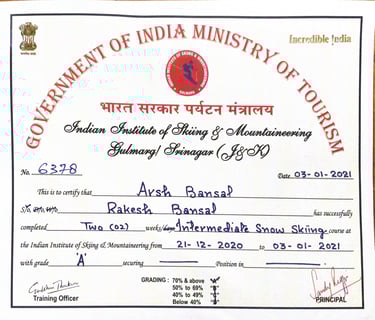 Incredible India
GOVERNMENT OF INDIA MINISTRY OF TOURISM
भारत सरकार पर्यटन मंत्रालय
Indian Institute of Skiing & Mountaineering
Gulmarg/ Srinagar (J&K)
No. 6378 Date 03-01-2021
This is to certify that Arsh Bansal
S/o, D/o, W/o. Rakesh Bansal has successfully
completed Two (02) weeks/days Intermediate Snow Skiing course at
the Indian Institute of Skiing & Mountaineering from 21-12-2020 to 03-01-2021
with grade 'A' securing — Position in —
GRADING : 70% & above 'A'
50% to 69% 'B'
40% to 49% 'C'
Below 40% 'D'
Training Officer PRINCIPAL